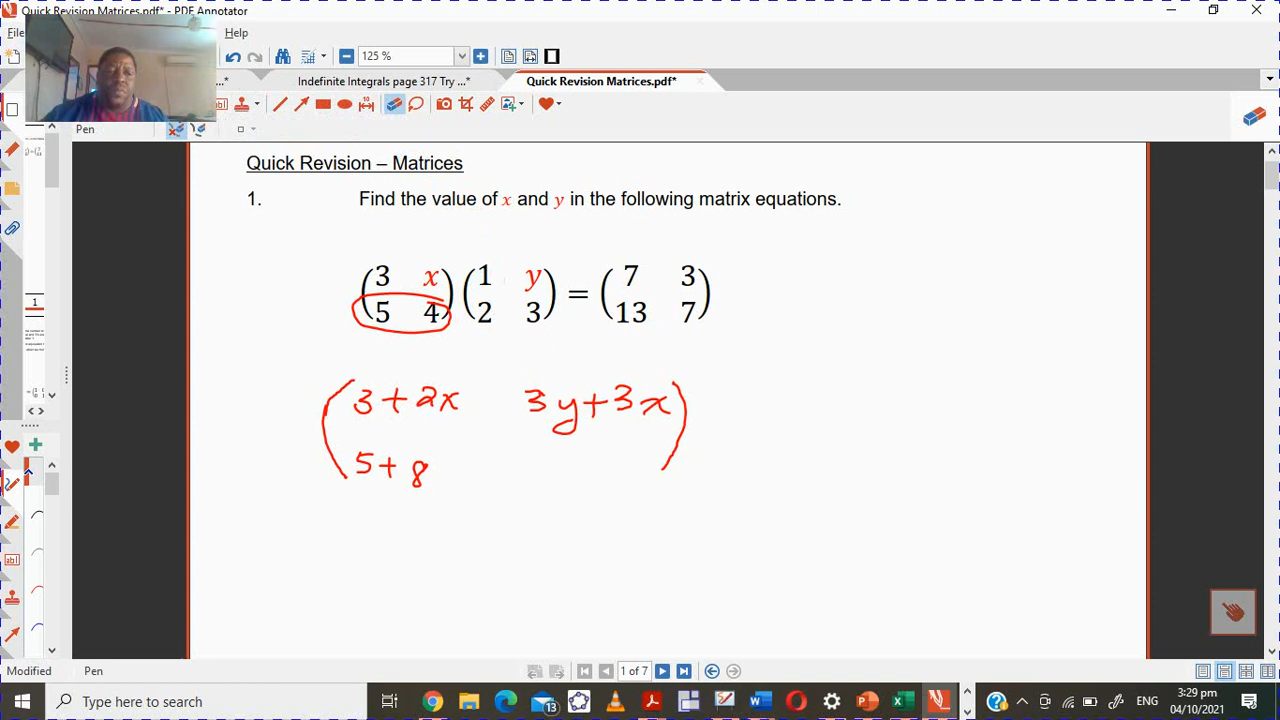 Quick Revision Matrices.pdf* - PDF Annotator
Help
125 %
Indefinite Integrals page 317 Try ...*
Quick Revision Matrices.pdf*
Pen
Quick Revision – Matrices
1. Find the value of x and y in the following matrix equations.
(3 x) (1 y) = (7 3)
(5 4) (2 3) = (13 7)
3 + 2x 3y + 3x
5 + 8
1
Modified Pen 1 of 7
Type here to search 13 ENG 3:29 pm
04/10/2021